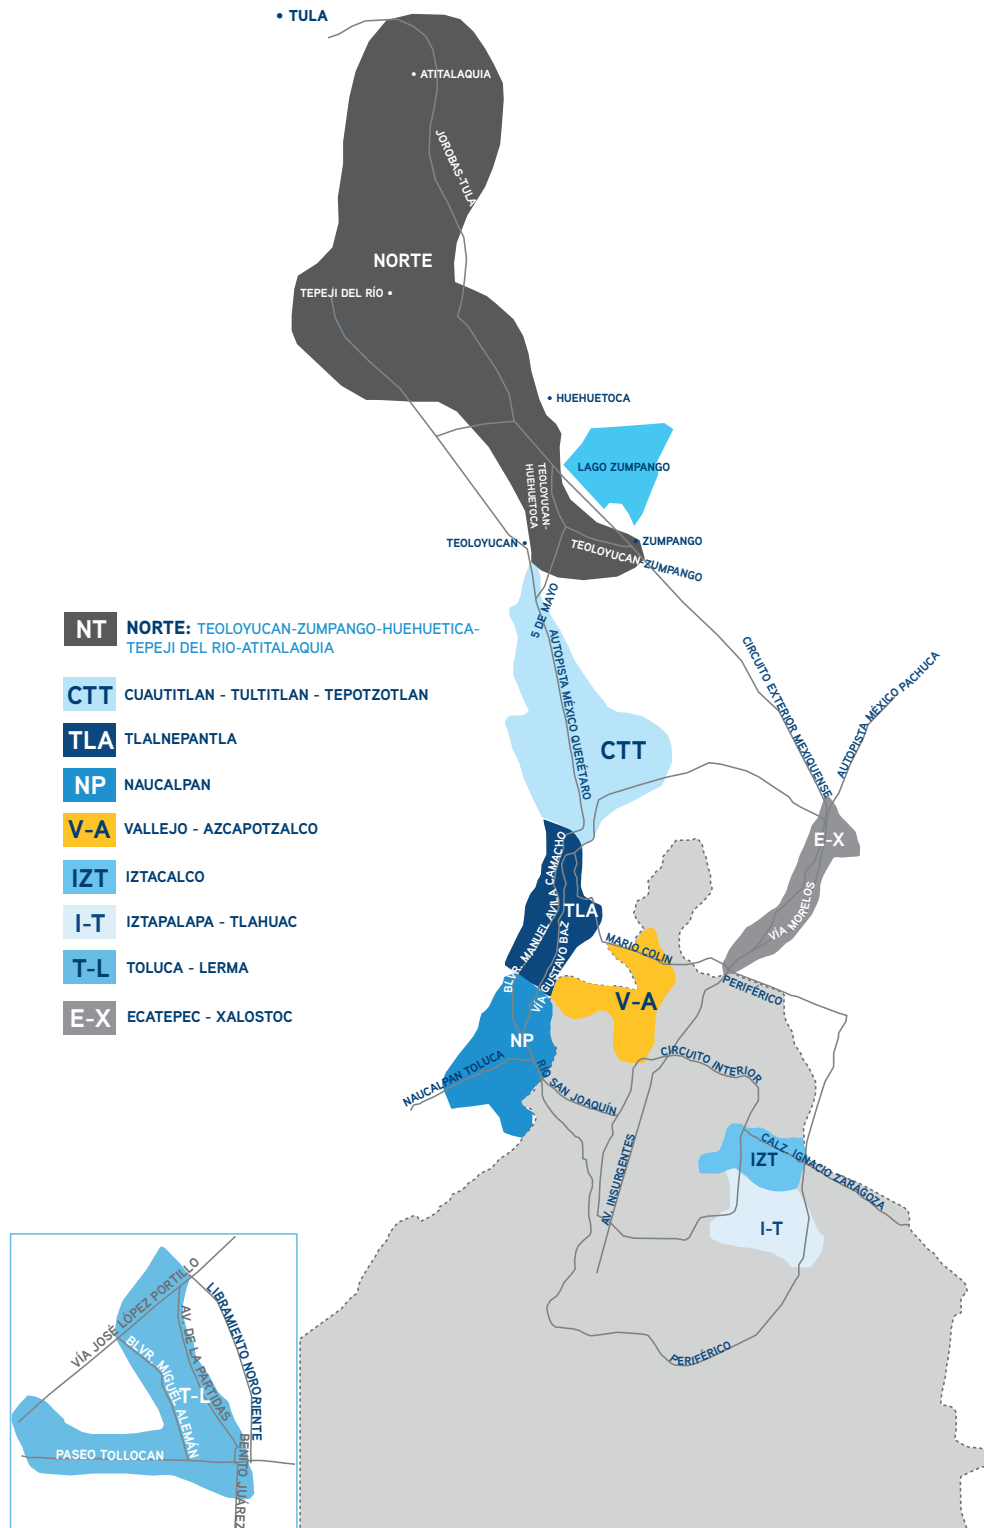 • TULA
• ATITALAQUIA
JOROBAS-TULA
NORTE
TEPEJI DEL RÍO •
• HUEHUETOCA
LAGO ZUMPANGO
TEOLOYUCAN-
HUEHUETOCA
TEOLOYUCAN •
• ZUMPANGO
TEOLOYUCAN-ZUMPANGO
5 DE MAYO
AUTOPISTA MÉXICO QUERÉTARO
CIRCUITO EXTERIOR MEXIQUENSE
AUTOPISTA MÉXICO PACHUCA
NT NORTE: TEOLOYUCAN-ZUMPANGO-HUEHUETICA-
TEPEJI DEL RIO-ATITALAQUIA
CTT CUAUTITLAN - TULTITLAN - TEPOTZOTLAN
TLA TLALNEPANTLA
NP NAUCALPAN
V-A VALLEJO - AZCAPOTZALCO
IZT IZTACALCO
I-T IZTAPALAPA - TLAHUAC
T-L TOLUCA - LERMA
E-X ECATEPEC - XALOSTOC
CTT
E-X
VÍA MORELOS
BLVR. MANUEL AVILA CAMACHO
TLA
VÍA GUSTAVO BAZ
MARIO COLIN
PERIFÉRICO
V-A
NP
NAUCALPAN TOLUCA
RÍO SAN JOAQUÍN
CIRCUITO INTERIOR
AV. INSURGENTES
IZT
CALZ. IGNACIO ZARAGOZA
I-T
PERIFÉRICO
VÍA JOSÉ LÓPEZ PORTILLO
LIBRAMIENTO NORORIENTE
AV. DE LA PARTIDAS
BLVR. MIGUEL ALEMÁN
T-L
PASEO TOLLOCAN
BENITO JUÁREZ